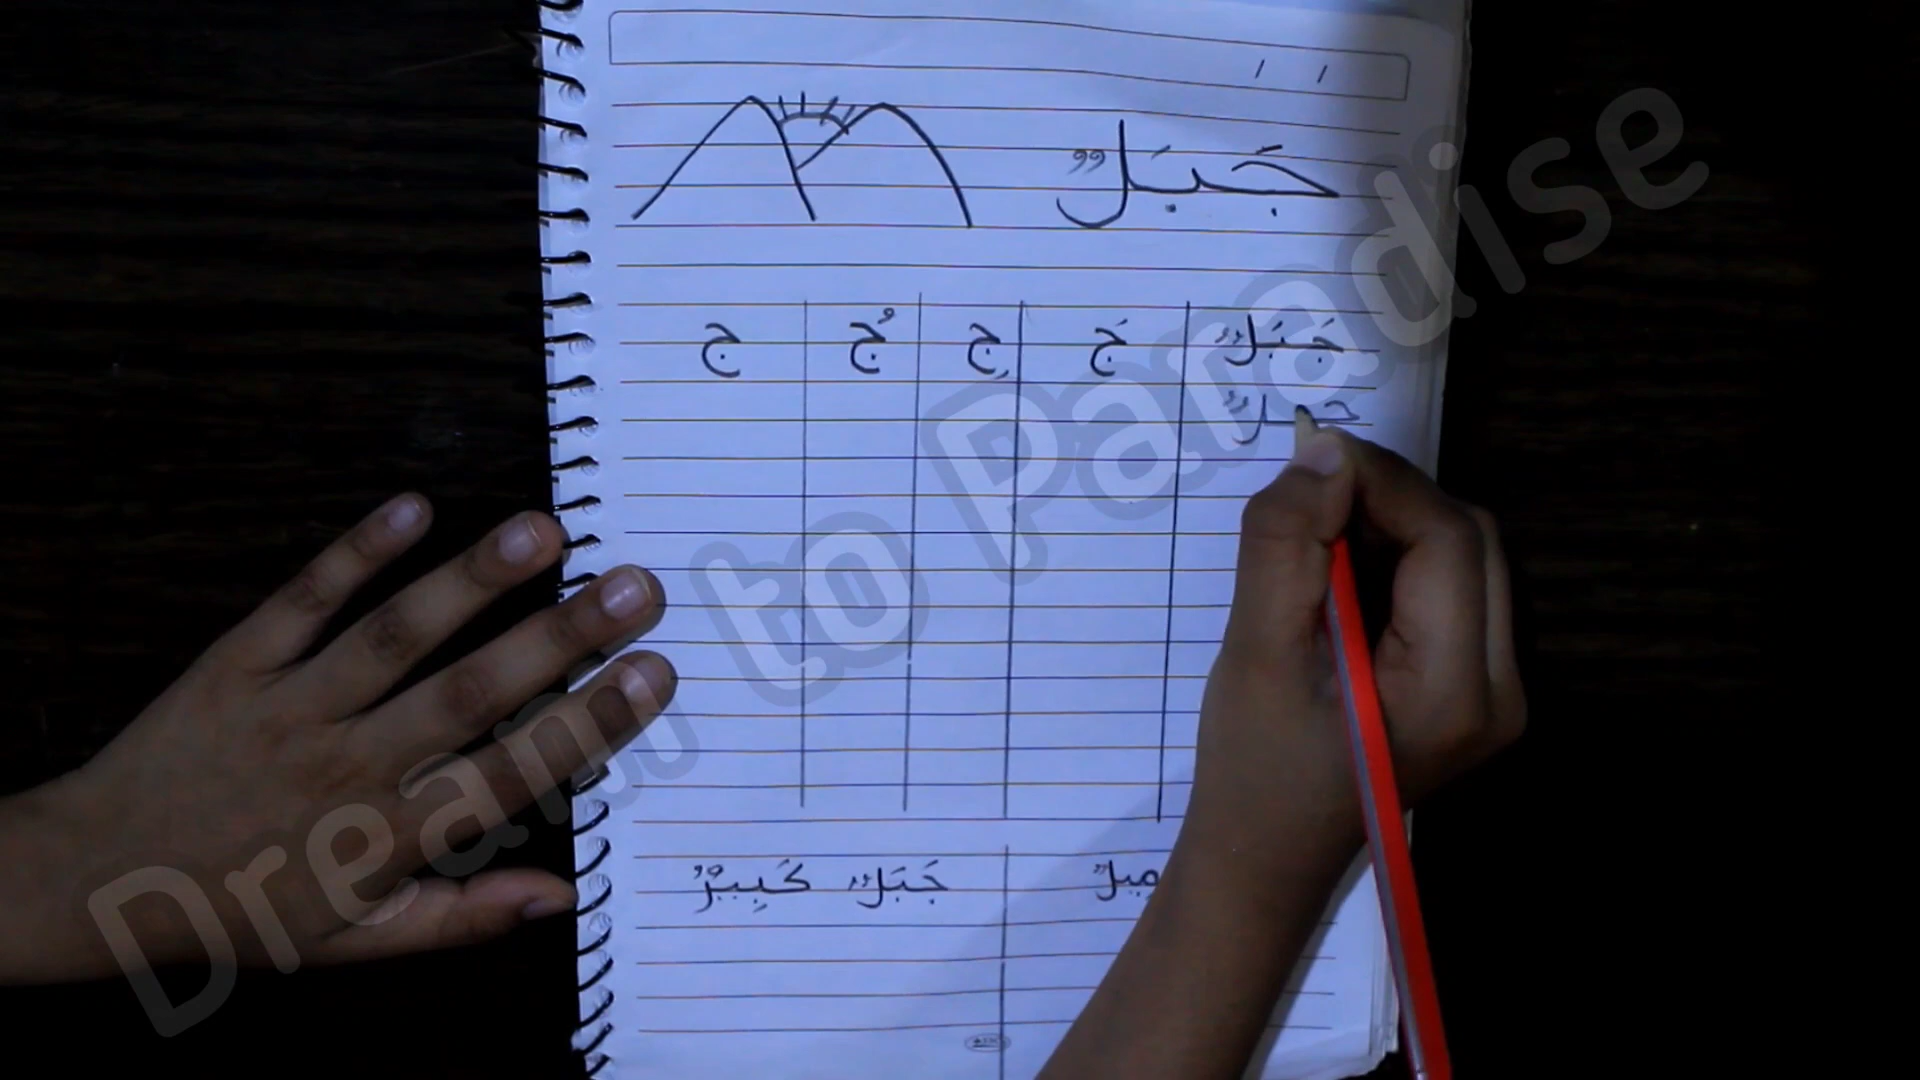 جَبَلٌ
جَبَلٌ جَ جِ جُ ج
جَبَلٌ كَبِيرٌ
Dream to Paradise